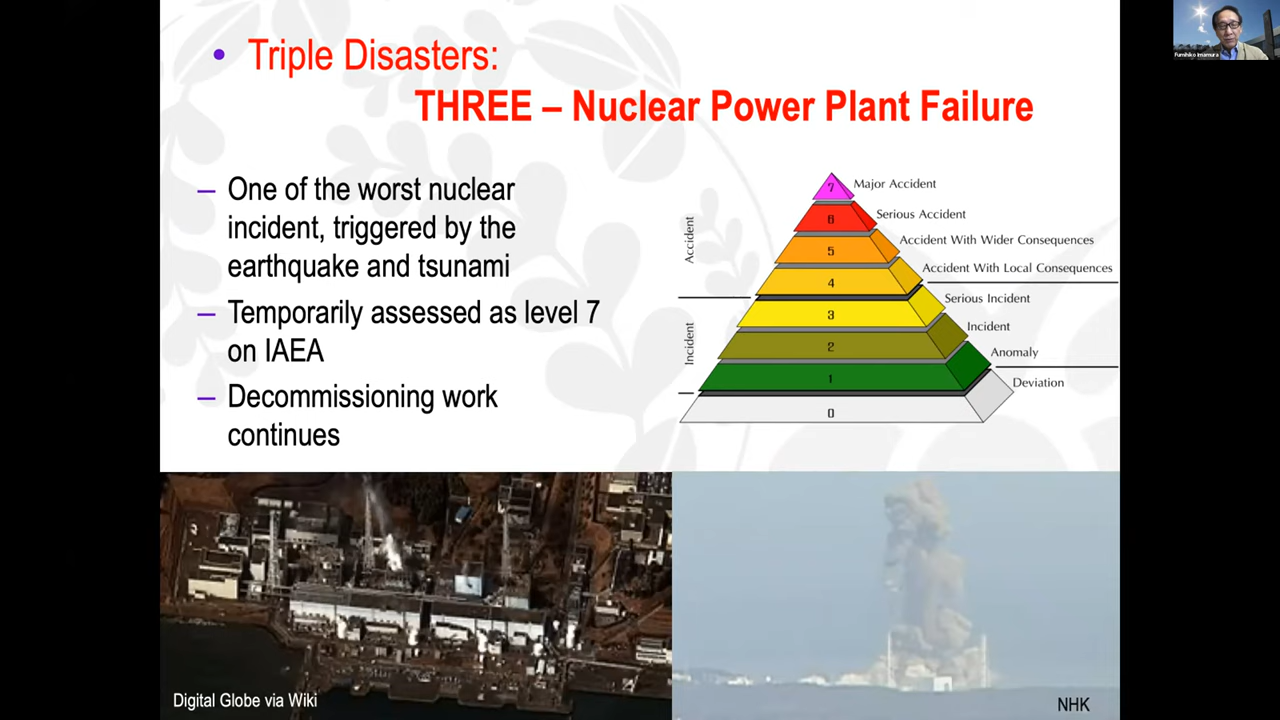 • Triple Disasters:
THREE – Nuclear Power Plant Failure
– One of the worst nuclear
incident, triggered by the
earthquake and tsunami
– Temporarily assessed as level 7
on IAEA
– Decommissioning work
continues
Accident
Incident
7 Major Accident
6 Serious Accident
5 Accident With Wider Consequences
4 Accident With Local Consequences
3 Serious Incident
2 Incident
1 Anomaly
0 Deviation
Digital Globe via Wiki
NHK
Fumihiko Imamura